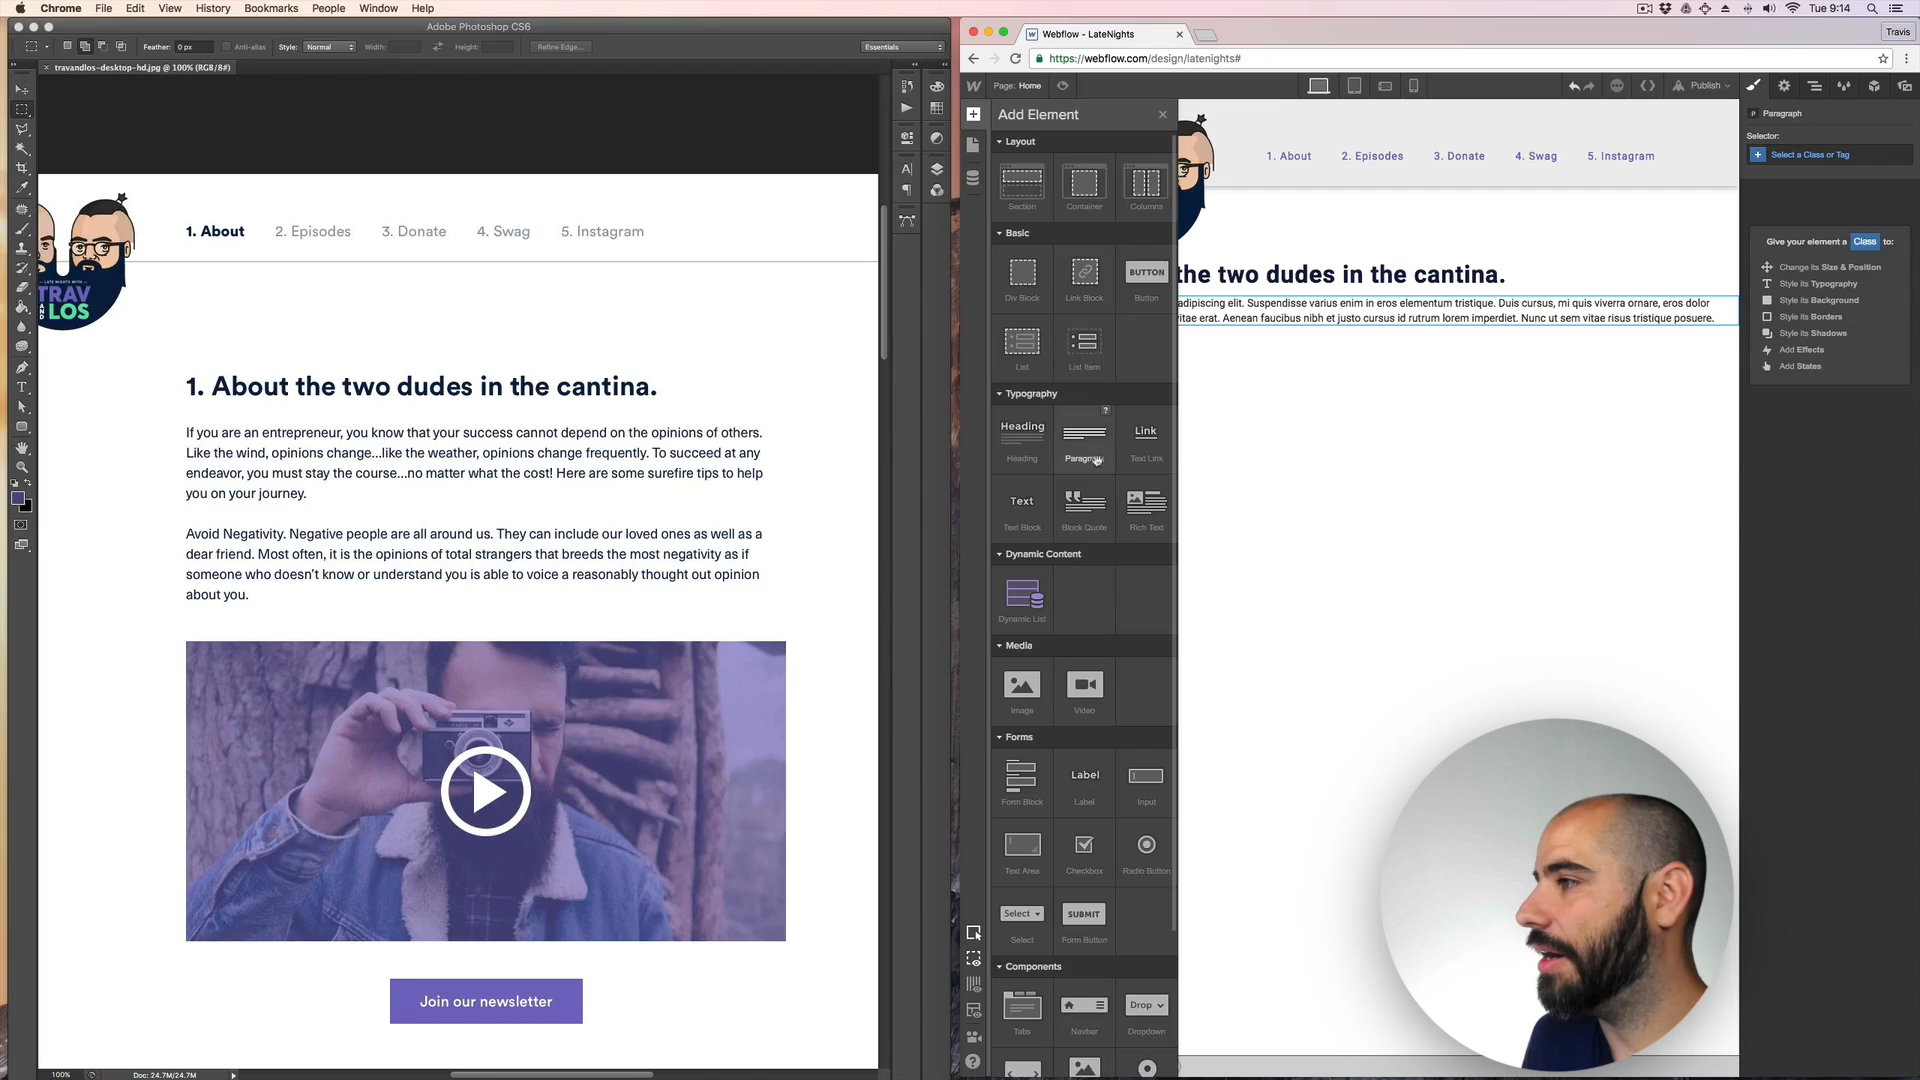 Chrome File Edit View History Bookmarks People Window Help
Tue 9:14
Adobe Photoshop CS6
Feather: 0 px Anti-alias Style: Normal Width: Height: Refine Edge... Essentials
× travandlos-desktop-hd.jpg @ 100% (RGB/8#)
LATE NIGHTS WITH
TRAV
AND LOS
1. About 2. Episodes 3. Donate 4. Swag 5. Instagram
1. About the two dudes in the cantina.
If you are an entrepreneur, you know that your success cannot depend on the opinions of others.
Like the wind, opinions change...like the weather, opinions change frequently. To succeed at any
endeavor, you must stay the course...no matter what the cost! Here are some surefire tips to help
you on your journey.
Avoid Negativity. Negative people are all around us. They can include our loved ones as well as a
dear friend. Most often, it is the opinions of total strangers that breeds the most negativity as if
someone who doesn't know or understand you is able to voice a reasonably thought out opinion
about you.
Join our newsletter
100% Doc: 24.7M/24.7M
Webflow - LateNights
Travis
https://webflow.com/design/latenights#
Page: Home
Publish
Add Element
Layout
Section Container Columns
Basic
BUTTON
Div Block Link Block Button
List List Item
Typography
Heading Link
Heading Paragraph Text Link
Text
Text Block Block Quote Rich Text
Dynamic Content
Dynamic List
Media
Image Video
Forms
Label
Form Block Label Input
Text Area Checkbox Radio Button
Select SUBMIT
Select Form Button
Components
Drop
Tabs Navbar Dropdown
1. About 2. Episodes 3. Donate 4. Swag 5. Instagram
the two dudes in the cantina.
adipiscing elit. Suspendisse varius enim in eros elementum tristique. Duis cursus, mi quis viverra ornare, eros dolor
vitae erat. Aenean faucibus nibh et justo cursus id rutrum lorem imperdiet. Nunc ut sem vitae risus tristique posuere.
P Paragraph
Selector:
Select a Class or Tag
Give your element a Class to:
Change its Size & Position
Style its Typography
Style its Background
Style its Borders
Style its Shadows
Add Effects
Add States